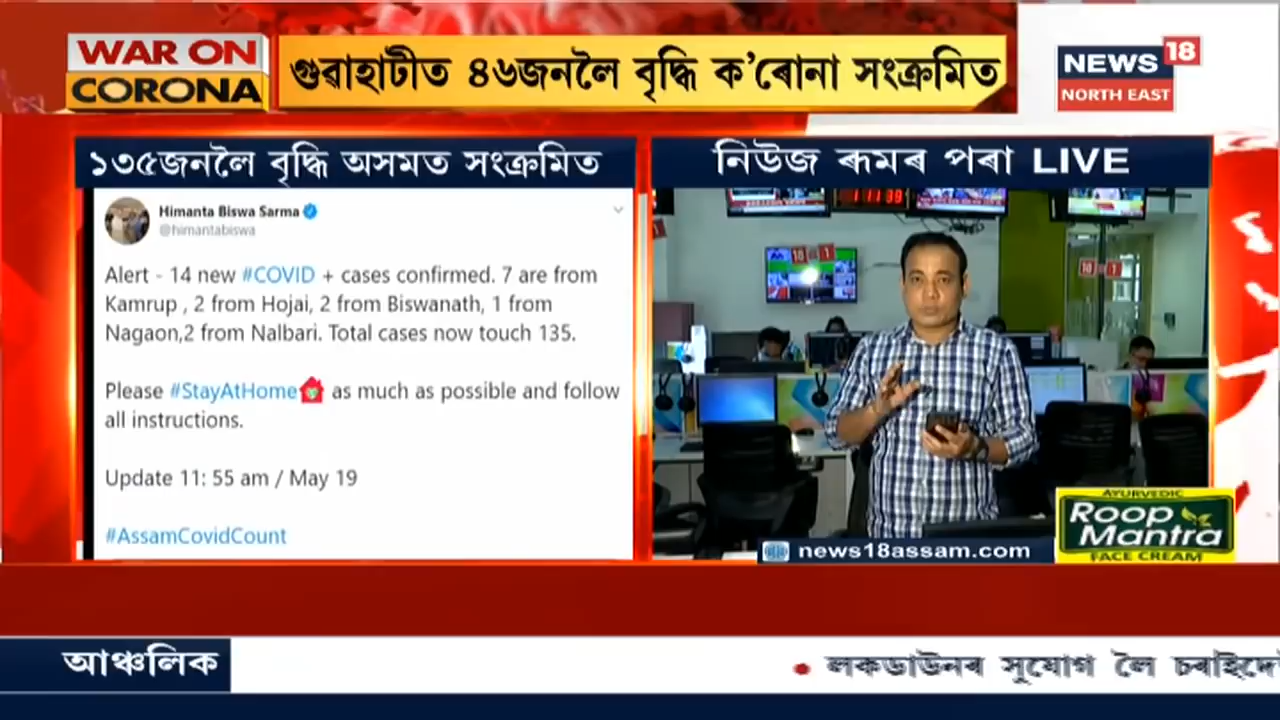 WAR ON
CORONA
গুৱাহাটীত ৪৬জনলৈ বৃদ্ধি ক'ৰোনা সংক্ৰমিত
NEWS 18
NORTH EAST
১৩৫জনলৈ বৃদ্ধি অসমত সংক্ৰমিত
নিউজ ৰূমৰ পৰা LIVE
Himanta Biswa Sarma
@himantabiswa
Alert - 14 new #COVID + cases confirmed. 7 are from
Kamrup , 2 from Hojai, 2 from Biswanath, 1 from
Nagaon,2 from Nalbari. Total cases now touch 135.
Please #StayAtHome as much as possible and follow
all instructions.
Update 11: 55 am / May 19
#AssamCovidCount
AYURVEDIC
Roop
Mantra
FACE CREAM
news18assam.com
আঞ্চলিক
লকডাউনৰ সুযোগ লৈ